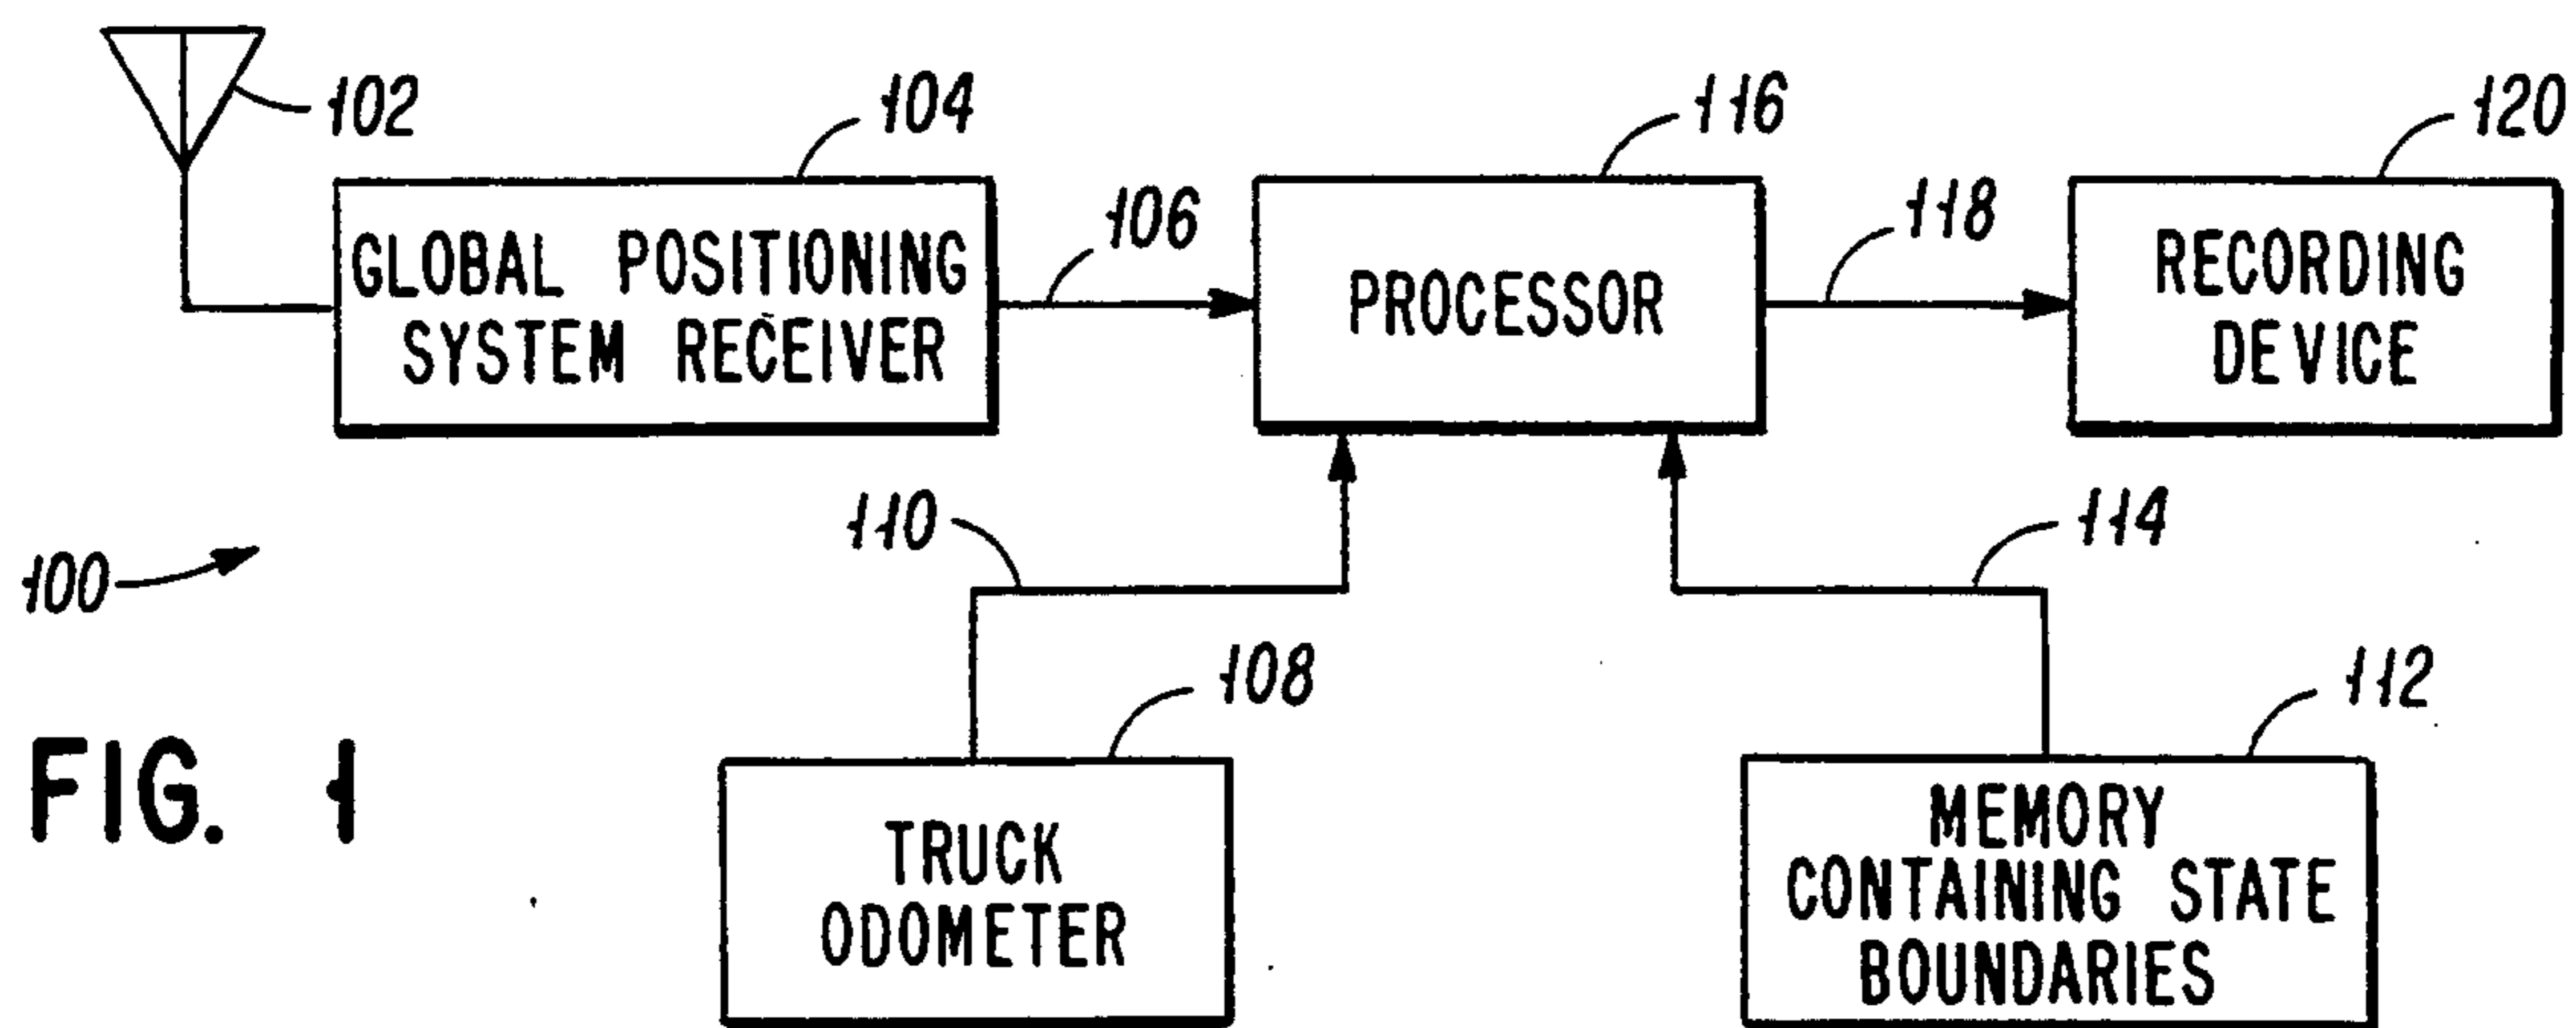 102
104
116
120
GLOBAL POSITIONING
SYSTEM RECEIVER
106
PROCESSOR
118
RECORDING
DEVICE
110
114
100
108
112
FIG. 1
TRUCK
ODOMETER
MEMORY
CONTAINING STATE
BOUNDARIES